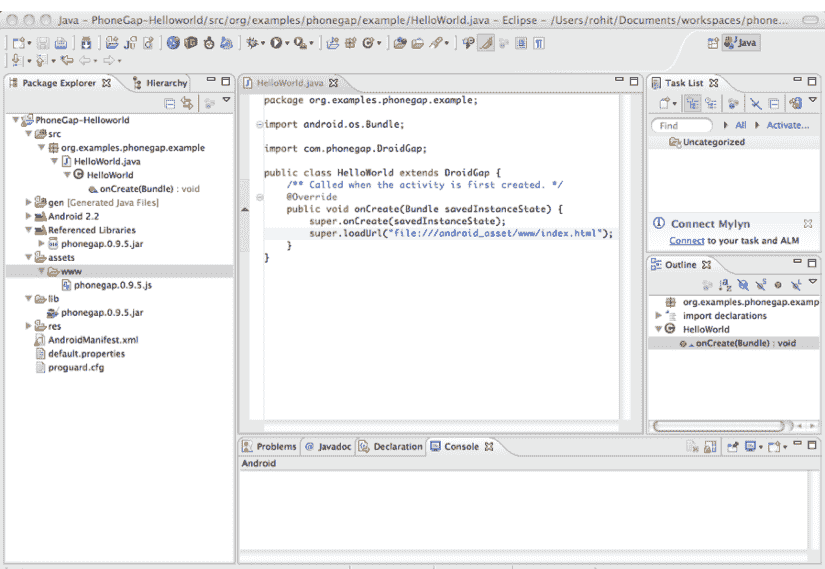 Java - PhoneGap-Helloworld/src/org/examples/phonegap/example/HelloWorld.java - Eclipse - /Users/rohit/Documents/workspaces/phone...
Java
Package Explorer
Hierarchy
PhoneGap-Helloworld
src
org.examples.phonegap.example
HelloWorld.java
HelloWorld
onCreate(Bundle) : void
gen [Generated Java Files]
Android 2.2
Referenced Libraries
phonegap.0.9.5.jar
assets
www
phonegap.0.9.5.js
lib
phonegap.0.9.5.jar
res
AndroidManifest.xml
default.properties
proguard.cfg
HelloWorld.java
package org.examples.phonegap.example;
import android.os.Bundle;
import com.phonegap.DroidGap;
public class HelloWorld extends DroidGap {
/** Called when the activity is first created. */
@Override
public void onCreate(Bundle savedInstanceState) {
super.onCreate(savedInstanceState);
super.loadUrl("file:///android_asset/www/index.html");
}
}
Task List
Find
All
Activate...
Uncategorized
Connect Mylyn
Connect to your task and ALM
Outline
org.examples.phonegap.examp
import declarations
HelloWorld
onCreate(Bundle) : void
Problems
@ Javadoc
Declaration
Console
Android